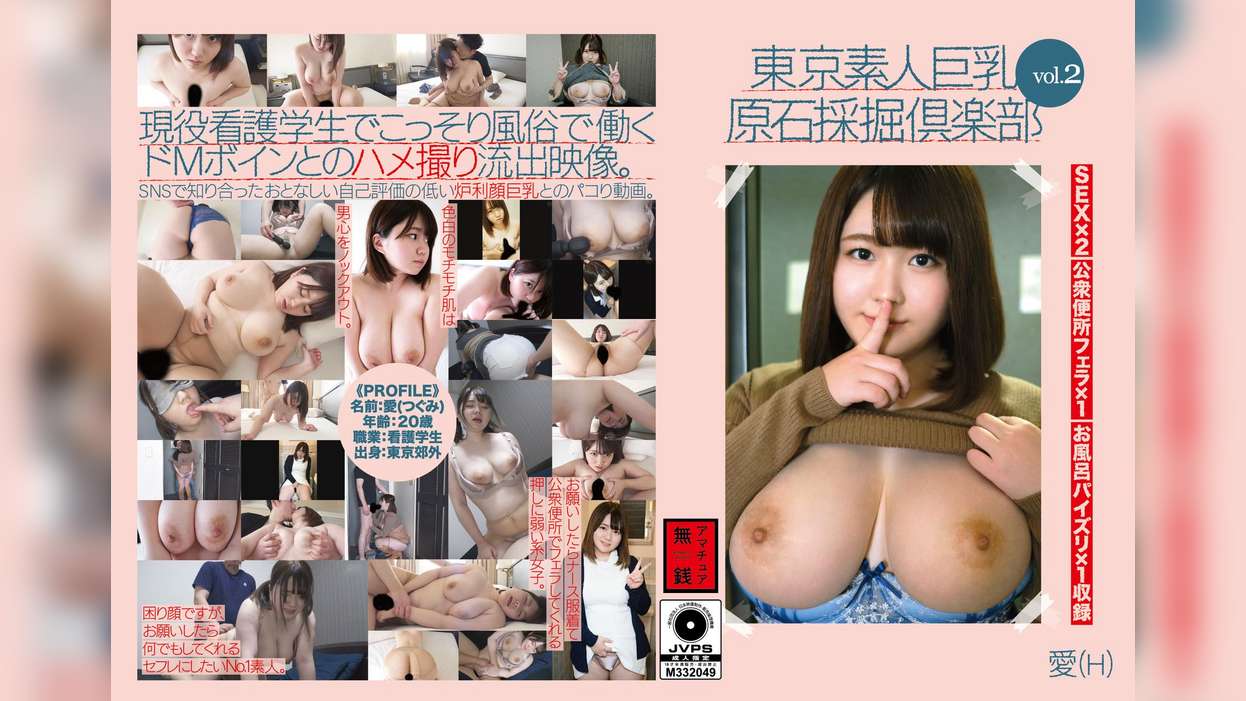 現役看護学生でこっそり風俗で働く
ドMボインとのハメ撮り流出映像。
SNSで知り合ったおとなしい自己評価の低い炉利顔巨乳とのパコり動画。
色白のモチモチ肌は
男心をノックアウト。
《PROFILE》
名前:愛(つぐみ)
年齢:20歳
職業:看護学生
出身:東京郊外
お願いしたらナース服着て
公衆便所でフェラしてくれる
押しに弱い系女子。
困り顔ですが、
お願いしたら
何でもしてくれる
セフレにしたいNo.1素人。
アマチュア
無銭
JVPS
成人指定
M332049
東京素人巨乳
原石採掘倶楽部
vol.2
SEX×2
公衆便所フェラ×1
お風呂パイズリ×1収録
愛(H)